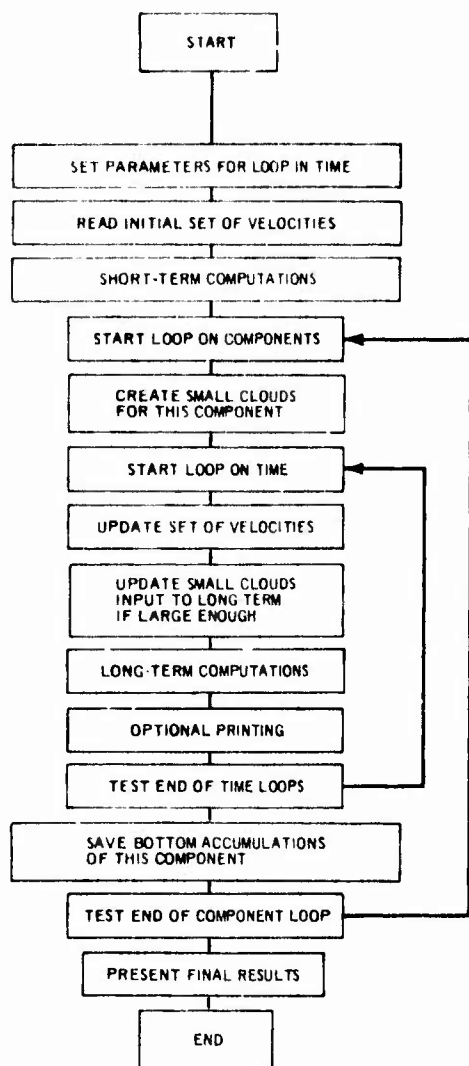 START
SET PARAMETERS FOR LOOP IN TIME
READ INITIAL SET OF VELOCITIES
SHORT-TERM COMPUTATIONS
START LOOP ON COMPONENTS
CREATE SMALL CLOUDS
FOR THIS COMPONENT
START LOOP ON TIME
UPDATE SET OF VELOCITIES
UPDATE SMALL CLOUDS
INPUT TO LONG TERM
IF LARGE ENOUGH
LONG-TERM COMPUTATIONS
OPTIONAL PRINTING
TEST END OF TIME LOOPS
SAVE BOTTOM ACCUMULATIONS
OF THIS COMPONENT
TEST END OF COMPONENT LOOP
PRESENT FINAL RESULTS
END